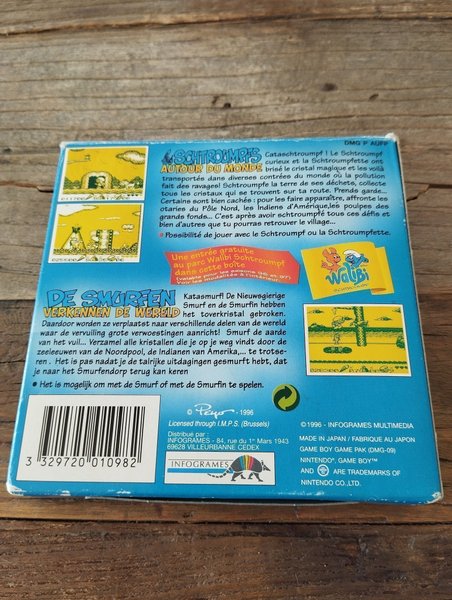 DMG P AUFP
LES SCHTROUMPFS
AUTOUR DU MONDE
Cataschtroumpf ! Le Schtroumpf
curieux et la Schtroumpfette ont
brisé le cristal magique et les voilà
transportés dans diverses contrées du monde où la pollution
fait des ravages! Schtroumpfe la terre de ses déchets, collecte
tous les cristaux qui se trouvent sur ta route. Prends garde...
Certains sont bien cachés : pour les faire apparaître, affronte les
otaries du Pôle Nord, les Indiens d'Amérique, les poulpes des
grands fonds... C'est après avoir schtroumpfé tous ces défis et
bien d'autres que tu pourras retrouver le village...
• Possibilité de jouer avec le Schtroumpf ou la Schtroumpfette.
Une entrée gratuite
au parc Walibi Schtroumpf
dans cette boîte
Voir les modalités à l'intérieur.
Walibi
SCHTROUMPF
DE SMURFEN
VERKENNEN DE WERELD
Katasmurf! De Nieuwsgierige
Smurf en de Smurfin hebben
het toverkristal gebroken.
Daardoor worden ze verplaatst naar verschillende delen van de wereld
waar de vervuiling grote verwoestingen aanricht! Smurf de aarde
van het vuil... Verzamel alle kristallen die je op je weg vindt door de
zeeleeuwen van de Noordpool, de Indianen van Amerika,... te trotse-
ren . Het is pas nadat je de talrijke uitdagingen gesmurft hebt, dat
je naar het Smurfendorp terug kan keren
• Het is mogelijk om met de Smurf of met de Smurfin te spelen.
© Peyo - 1996
Licensed through I.M.P.S. (Brussels)
Distribué par :
INFOGRAMES - 84, rue du 1er Mars 1943
69628 VILLEURBANNE CEDEX
INFOGRAMES
3 329720 010982
© 1996 - INFOGRAMES MULTIMEDIA
MADE IN JAPAN / FABRIQUE AU JAPON
GAME BOY GAME PAK (DMG-09)
NINTENDO, GAME BOY™
AND ARE TRADEMARKS OF
NINTENDO CO., LTD.